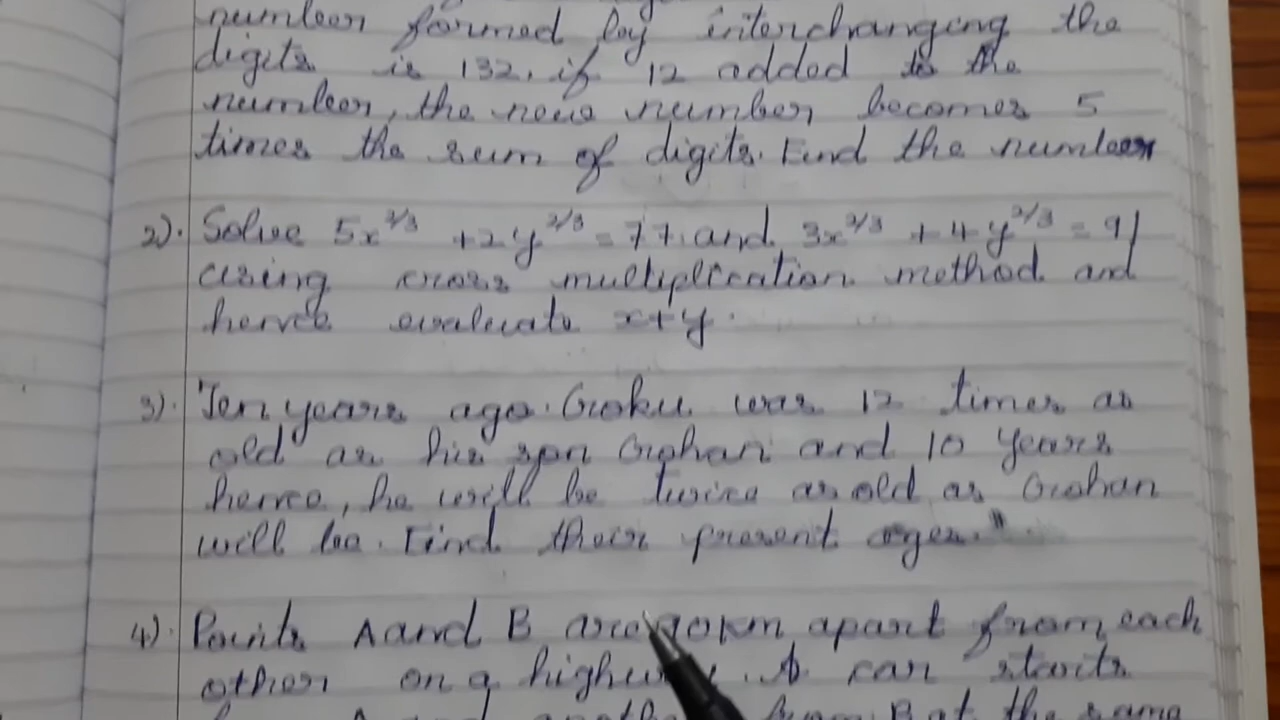 number formed by interchanging the
digits is 132, if 12 added to the
number, the new number becomes 5
times the sum of digits. Find the number
2). Solve 5x^2/3 + 2y^2/3 = 77. and 3x^2/3 + 4y^2/3 = 91
using cross multiplication method and
hence evaluate x+y.
3). Ten years ago. Goku was 12 times as
old as his son Gohan and 10 years
hence, he will be twice as old as Gohan
will be. Find their present ages.
4). Points A and B are km apart from each
other on a highway. A car starts
A and B at the same